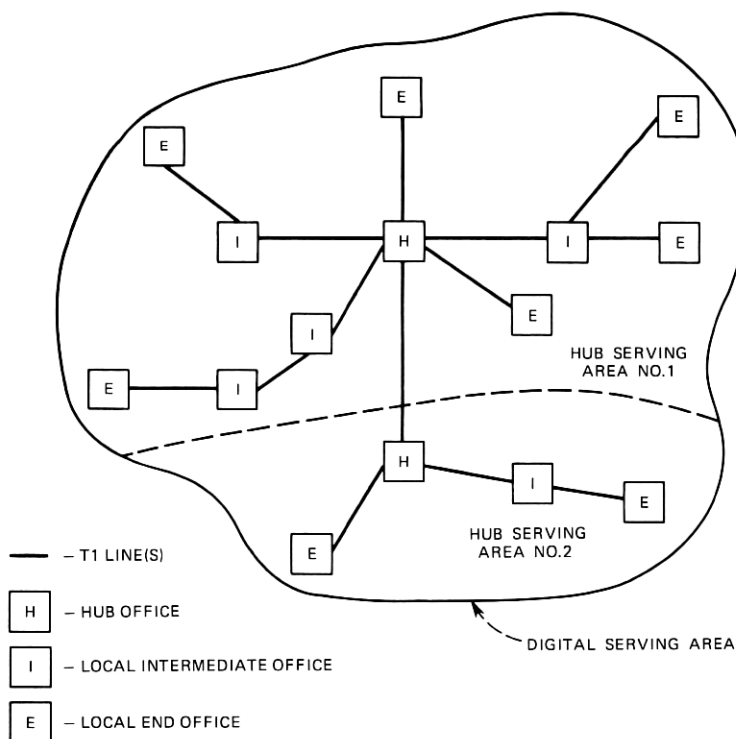 E
E
E
I
H
I
E
E
I
HUB SERVING
AREA NO.1
E
I
H
I
E
HUB SERVING
AREA NO.2
E
– T1 LINE(S)
H – HUB OFFICE
DIGITAL SERVING AREA
I – LOCAL INTERMEDIATE OFFICE
E – LOCAL END OFFICE